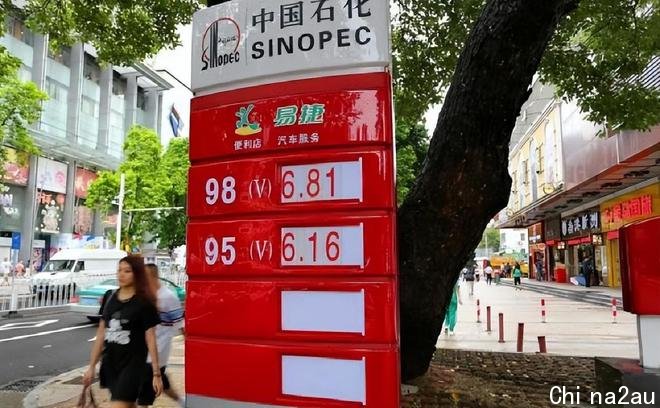 中国石化
SINOPEC
SINOPEC
易捷
便利店 汽车服务
98 (V) 6.81
95 (V) 6.16
Chi na2au